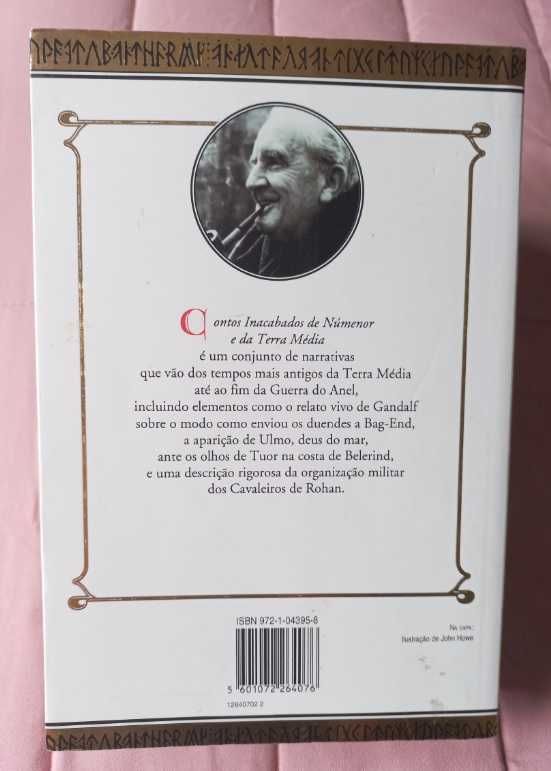 Contos Inacabados de Númenor
e da Terra Média
é um conjunto de narrativas
que vão dos tempos mais antigos da Terra Média
até ao fim da Guerra do Anel,
incluindo elementos como o relato vivo de Gandalf
sobre o modo como enviou os duendes a Bag-End,
a aparição de Ulmo, deus do mar,
ante os olhos de Tuor na costa de Belerind,
e uma descrição rigorosa da organização militar
dos Cavaleiros de Rohan.
ISBN 972-1-04395-8
5 601072 264076
12640702 2
Na capa:
Ilustração de John Howe